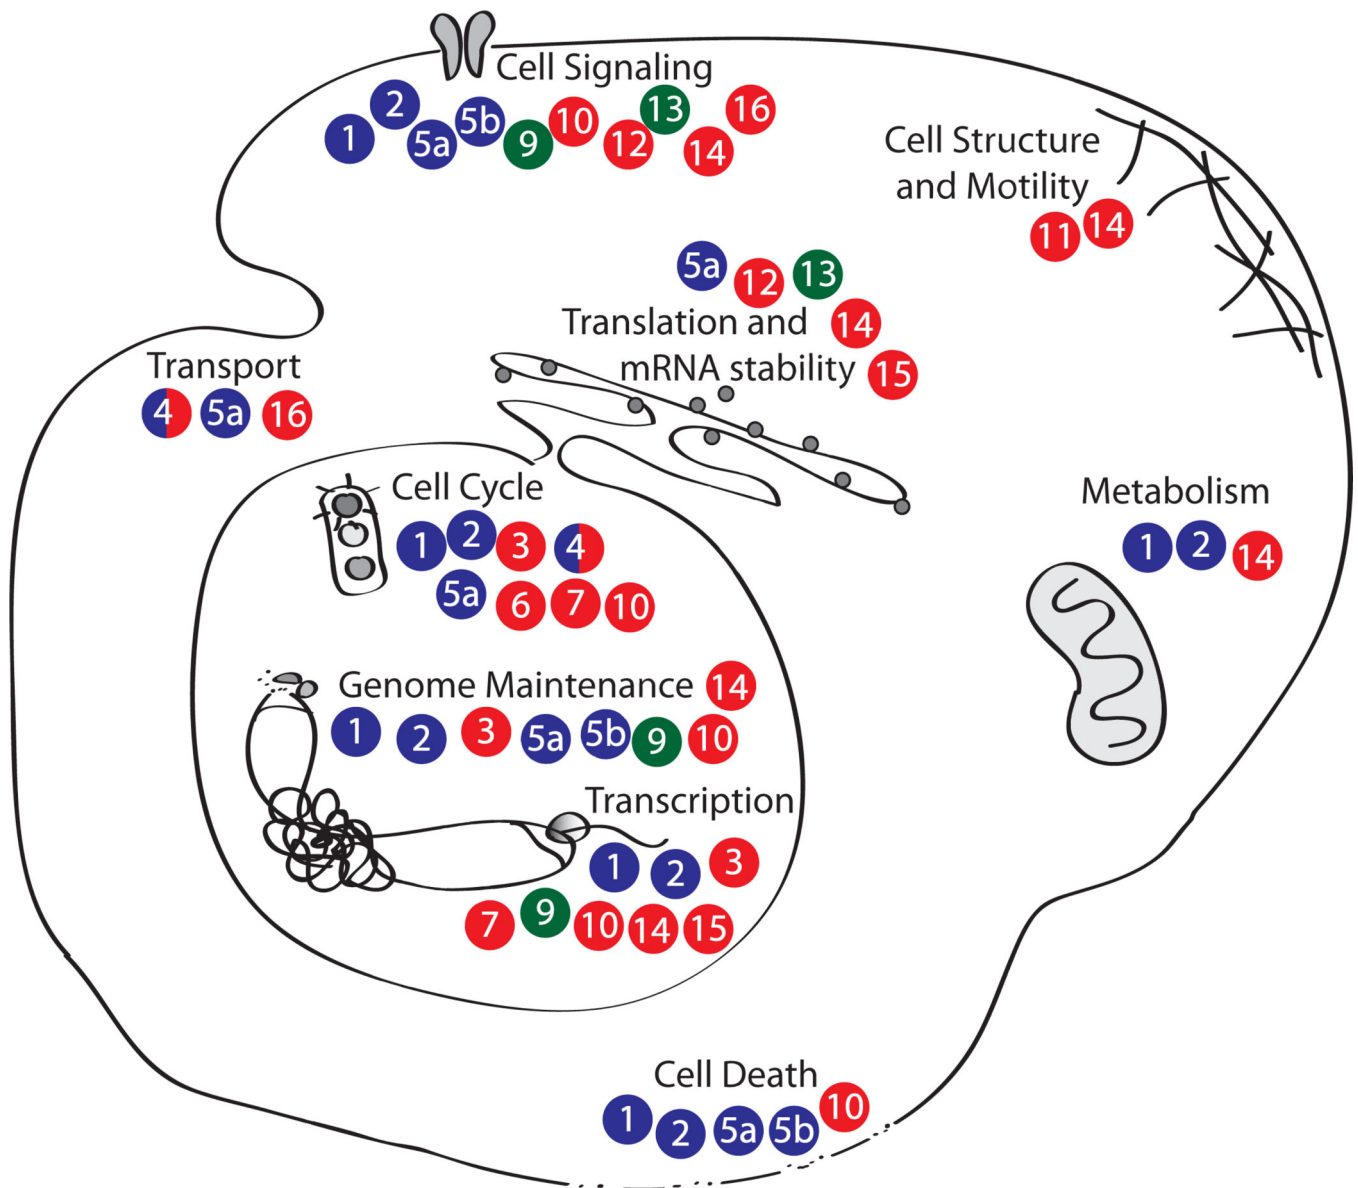 Cell Signaling
1 2 5a 5b 9 10 12 13 14 16
Cell Structure
and Motility
11 14
5a 12 13
Translation and 14
mRNA stability 15
Transport
4 5a 16
Cell Cycle
1 2 3 4
5a 6 7 10
Metabolism
1 2 14
Genome Maintenance 14
1 2 3 5a 5b 9 10
Transcription
1 2 3
7 9 10 14 15
Cell Death
1 2 5a 5b 10